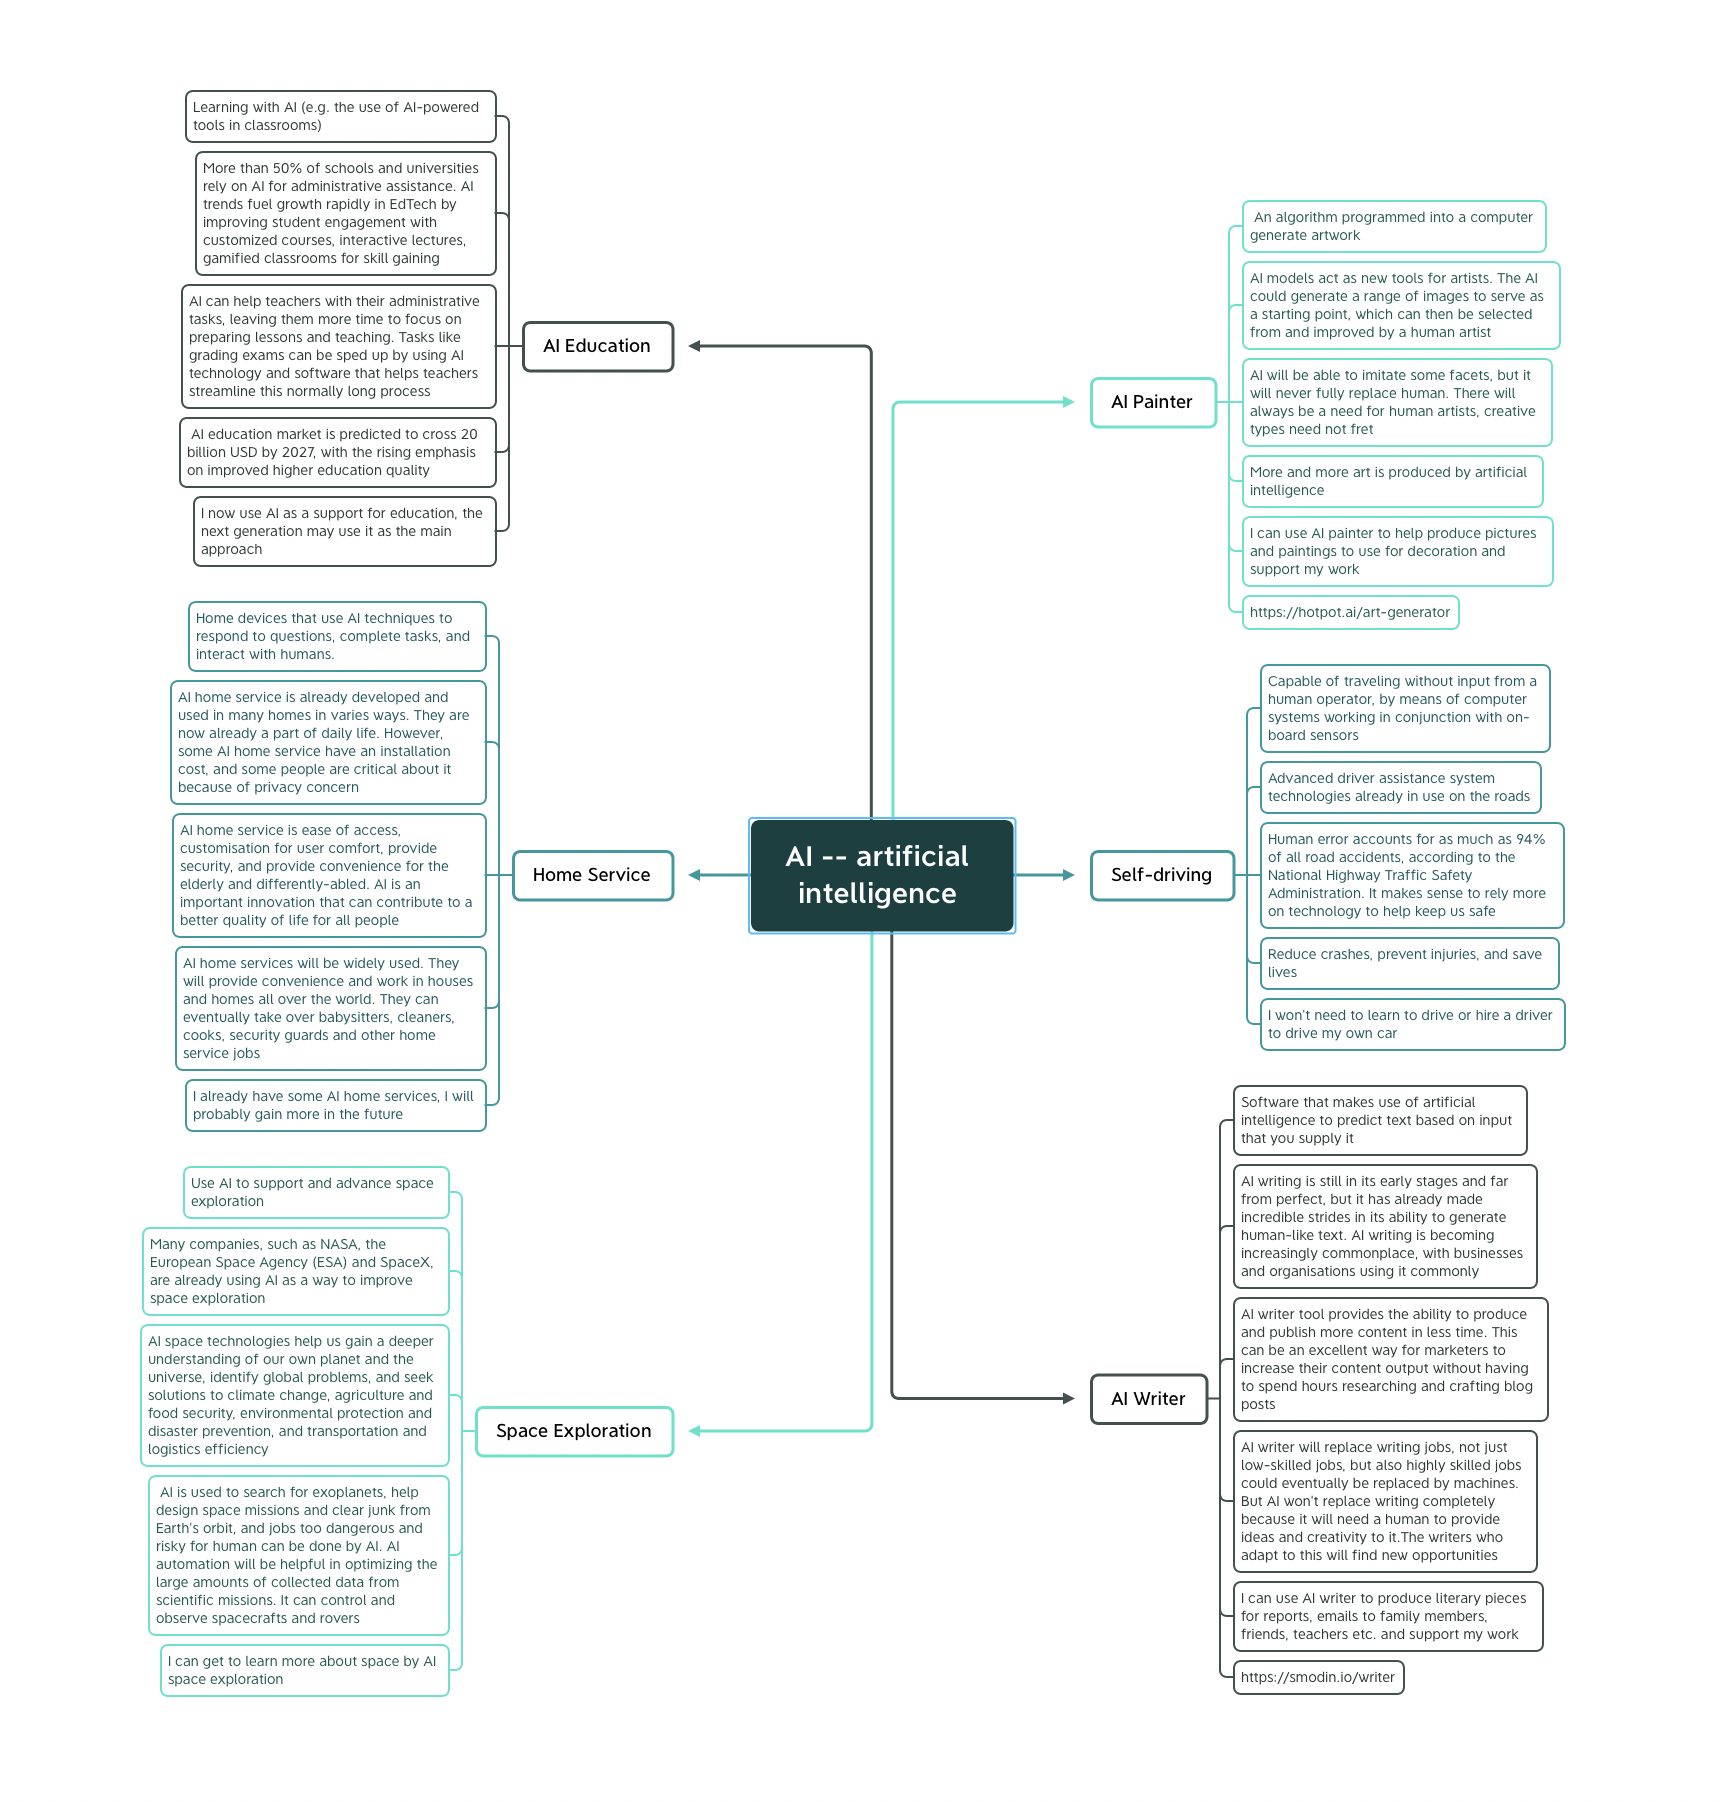 AI -- artificial
intelligence
AI Education
Learning with AI (e.g. the use of AI-powered
tools in classrooms)
More than 50% of schools and universities
rely on AI for administrative assistance. AI
trends fuel growth rapidly in EdTech by
improving student engagement with
customized courses, interactive lectures,
gamified classrooms for skill gaining
AI can help teachers with their administrative
tasks, leaving them more time to focus on
preparing lessons and teaching. Tasks like
grading exams can be sped up by using AI
technology and software that helps teachers
streamline this normally long process
AI education market is predicted to cross 20
billion USD by 2027, with the rising emphasis
on improved higher education quality
I now use AI as a support for education, the
next generation may use it as the main
approach
Home Service
Home devices that use AI techniques to
respond to questions, complete tasks, and
interact with humans.
AI home service is already developed and
used in many homes in varies ways. They are
now already a part of daily life. However,
some AI home service have an installation
cost, and some people are critical about it
because of privacy concern
AI home service is ease of access,
customisation for user comfort, provide
security, and provide convenience for the
elderly and differently-abled. AI is an
important innovation that can contribute to a
better quality of life for all people
AI home services will be widely used. They
will provide convenience and work in houses
and homes all over the world. They can
eventually take over babysitters, cleaners,
cooks, security guards and other home
service jobs
I already have some AI home services, I will
probably gain more in the future
Space Exploration
Use AI to support and advance space
exploration
Many companies, such as NASA, the
European Space Agency (ESA) and SpaceX,
are already using AI as a way to improve
space exploration
AI space technologies help us gain a deeper
understanding of our own planet and the
universe, identify global problems, and seek
solutions to climate change, agriculture and
food security, environmental protection and
disaster prevention, and transportation and
logistics efficiency
AI is used to search for exoplanets, help
design space missions and clear junk from
Earth's orbit, and jobs too dangerous and
risky for human can be done by AI. AI
automation will be helpful in optimizing the
large amounts of collected data from
scientific missions. It can control and
observe spacecrafts and rovers
I can get to learn more about space by AI
space exploration
AI Painter
An algorithm programmed into a computer
generate artwork
AI models act as new tools for artists. The AI
could generate a range of images to serve as
a starting point, which can then be selected
from and improved by a human artist
AI will be able to imitate some facets, but it
will never fully replace human. There will
always be a need for human artists, creative
types need not fret
More and more art is produced by artificial
intelligence
I can use AI painter to help produce pictures
and paintings to use for decoration and
support my work
https://hotpot.ai/art-generator
Self-driving
Capable of traveling without input from a
human operator, by means of computer
systems working in conjunction with on-
board sensors
Advanced driver assistance system
technologies already in use on the roads
Human error accounts for as much as 94%
of all road accidents, according to the
National Highway Traffic Safety
Administration. It makes sense to rely more
on technology to help keep us safe
Reduce crashes, prevent injuries, and save
lives
I won't need to learn to drive or hire a driver
to drive my own car
AI Writer
Software that makes use of artificial
intelligence to predict text based on input
that you supply it
AI writing is still in its early stages and far
from perfect, but it has already made
incredible strides in its ability to generate
human-like text. AI writing is becoming
increasingly commonplace, with businesses
and organisations using it commonly
AI writer tool provides the ability to produce
and publish more content in less time. This
can be an excellent way for marketers to
increase their content output without having
to spend hours researching and crafting blog
posts
AI writer will replace writing jobs, not just
low-skilled jobs, but also highly skilled jobs
could eventually be replaced by machines.
But AI won't replace writing completely
because it will need a human to provide
ideas and creativity to it.The writers who
adapt to this will find new opportunities
I can use AI writer to produce literary pieces
for reports, emails to family members,
friends, teachers etc. and support my work
https://smodin.io/writer